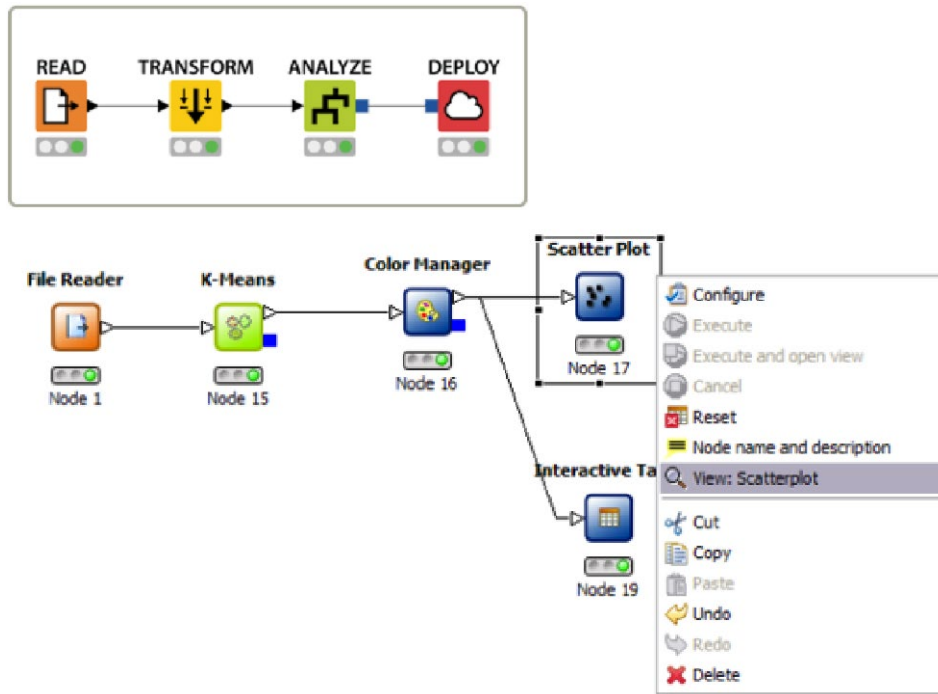 READ TRANSFORM ANALYZE DEPLOY
File Reader
K-Means
Color Manager
Scatter Plot
Node 1
Node 15
Node 16
Node 17
Interactive Ta
Node 19
Configure
Execute
Execute and open view
Cancel
Reset
Node name and description
View: Scatterplot
Cut
Copy
Paste
Undo
Redo
Delete